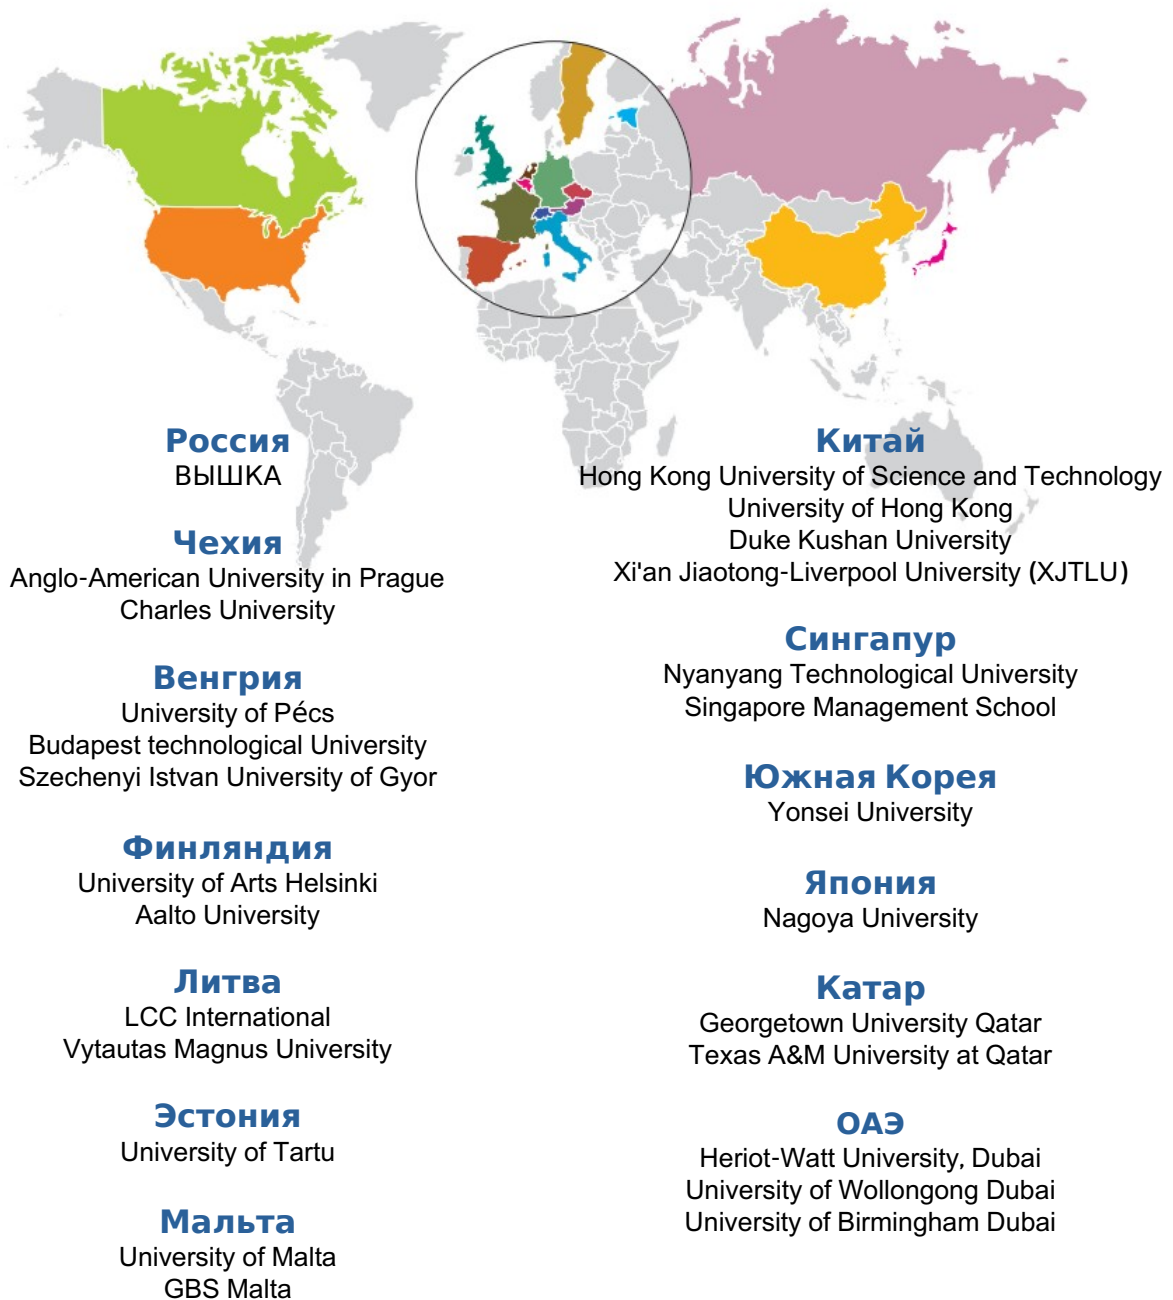 Россия
ВЫШКА
Чехия
Anglo-American University in Prague
Charles University
Венгрия
University of Pécs
Budapest technological University
Szechenyi Istvan University of Gyor
Финляндия
University of Arts Helsinki
Aalto University
Литва
LCC International
Vytautas Magnus University
Эстония
University of Tartu
Мальта
University of Malta
GBS Malta
Китай
Hong Kong University of Science and Technology
University of Hong Kong
Duke Kushan University
Xi'an Jiaotong-Liverpool University (XJTLU)
Сингапур
Nyanyang Technological University
Singapore Management School
Южная Корея
Yonsei University
Япония
Nagoya University
Катар
Georgetown University Qatar
Texas A&M University at Qatar
ОАЭ
Heriot-Watt University, Dubai
University of Wollongong Dubai
University of Birmingham Dubai